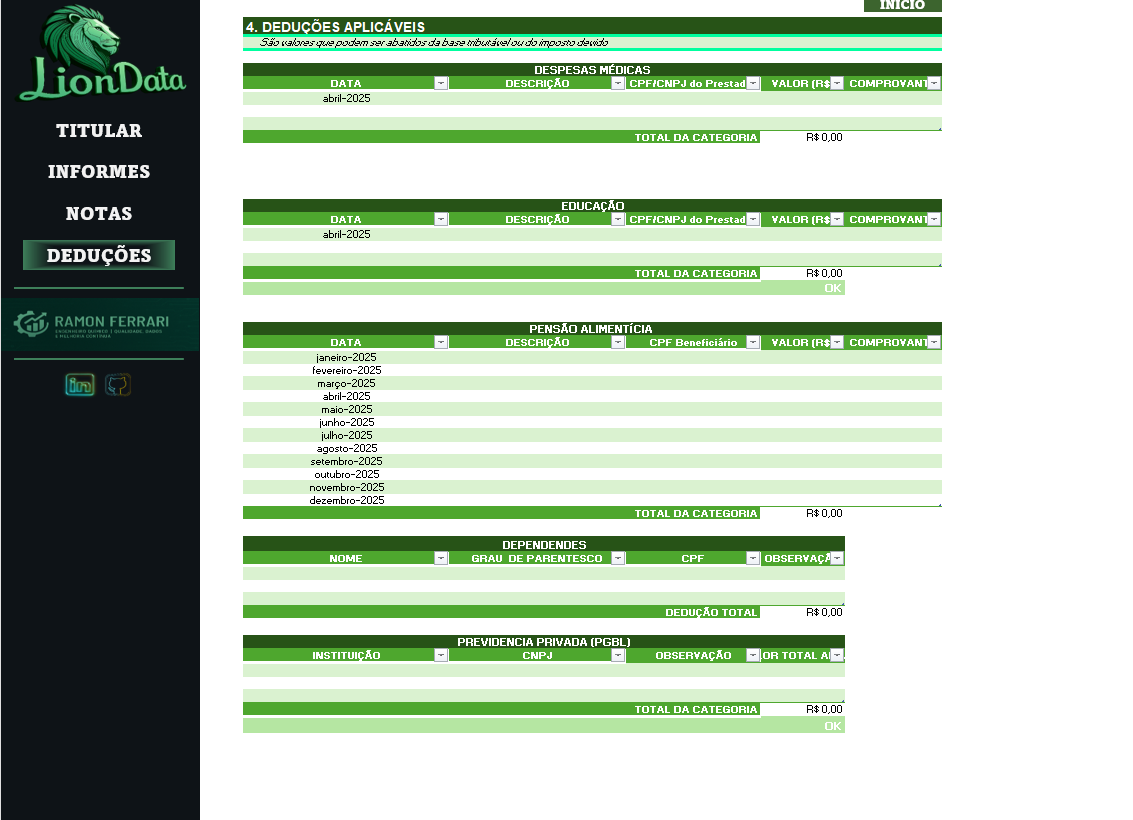 LionData
TITULAR
INFORMES
NOTAS
DEDUÇÕES
RAMON FERRARI
ENGENHEIRO QUÍMICO | QUALIDADE, DADOS
E MELHORIA CONTÍNUA
in
INÍCIO
4. DEDUÇÕES APLICÁVEIS
São valores que podem ser abatidos da base tributável ou do imposto devido
DESPESAS MÉDICAS
DATA DESCRIÇÃO CPF/CNPJ do Prestad VALOR (R$ COMPROVANT
abril-2025
TOTAL DA CATEGORIA R$ 0,00
EDUCAÇÃO
DATA DESCRIÇÃO CPF/CNPJ do Prestad VALOR (R$ COMPROVANT
abril-2025
TOTAL DA CATEGORIA R$ 0,00
OK
PENSÃO ALIMENTÍCIA
DATA DESCRIÇÃO CPF Beneficiário VALOR (R$ COMPROVANT
janeiro-2025
fevereiro-2025
março-2025
abril-2025
maio-2025
junho-2025
julho-2025
agosto-2025
setembro-2025
outubro-2025
novembro-2025
dezembro-2025
TOTAL DA CATEGORIA R$ 0,00
DEPENDENDES
NOME GRAU DE PARENTESCO CPF OBSERVAÇÃ
DEDUÇÃO TOTAL R$ 0,00
PREVIDENCIA PRIVADA (PGBL)
INSTITUIÇÃO CNPJ OBSERVAÇÃO OR TOTAL A
TOTAL DA CATEGORIA R$ 0,00
OK